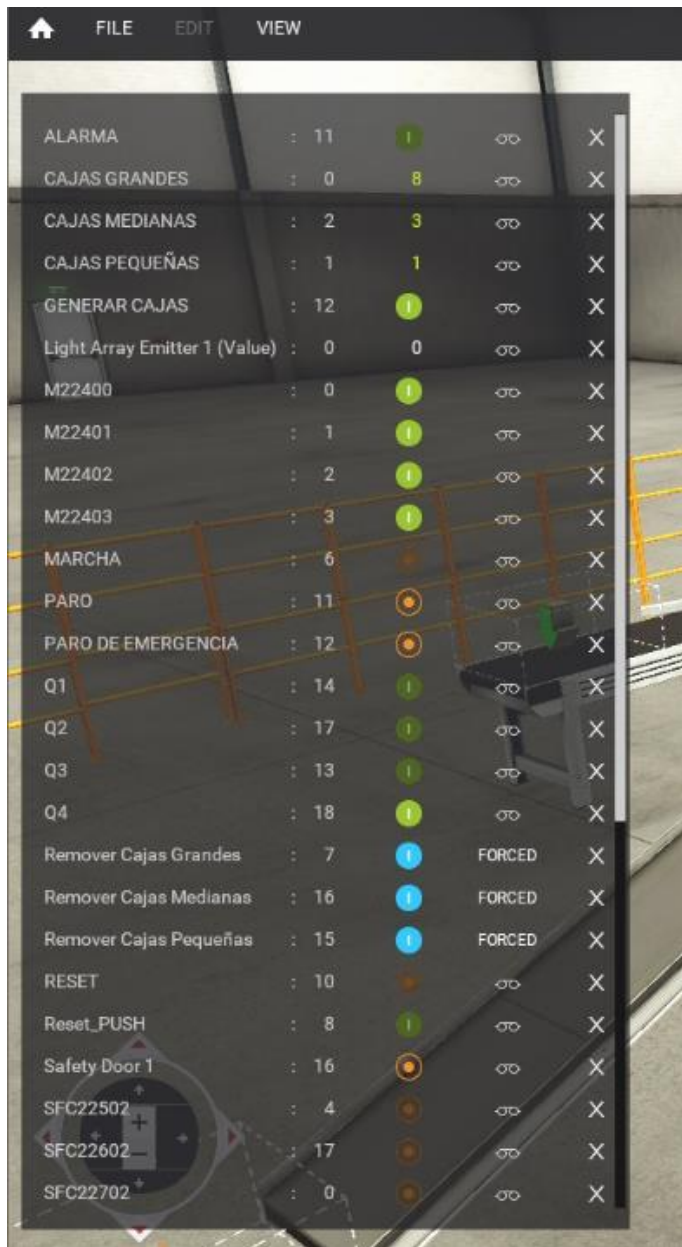 FILE EDIT VIEW
ALARMA : 11
CAJAS GRANDES : 0 8
CAJAS MEDIANAS : 2 3
CAJAS PEQUEÑAS : 1 1
GENERAR CAJAS : 12
Light Array Emitter 1 (Value) : 0 0
M22400 : 0
M22401 : 1
M22402 : 2
M22403 : 3
MARCHA : 6
PARO : 11
PARO DE EMERGENCIA : 12
Q1 : 14
Q2 : 17
Q3 : 13
Q4 : 18
Remover Cajas Grandes : 7 FORCED
Remover Cajas Medianas : 16 FORCED
Remover Cajas Pequeñas : 15 FORCED
RESET : 10
Reset_PUSH : 8
Safety Door 1 : 16
SFC22502 : 4
SFC22602 : 17
SFC22702 : 0